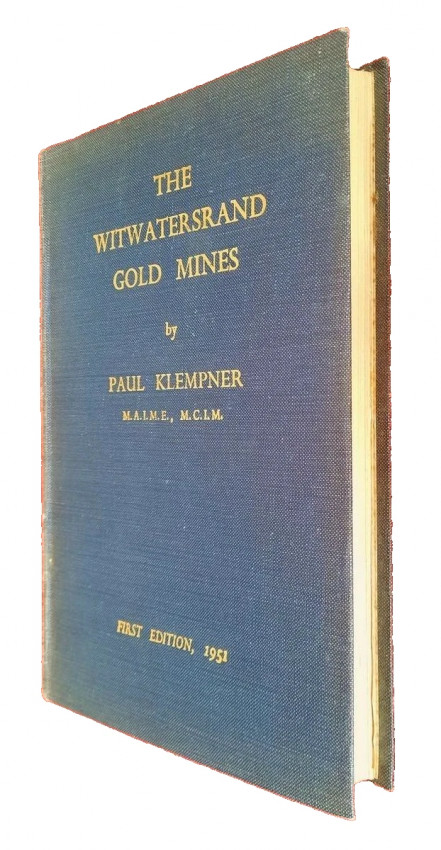 THE
WITWATERSRAND
GOLD MINES
by
PAUL KLEMPNER
M.A.I.M.E., M.C.I.M.
FIRST EDITION, 1951